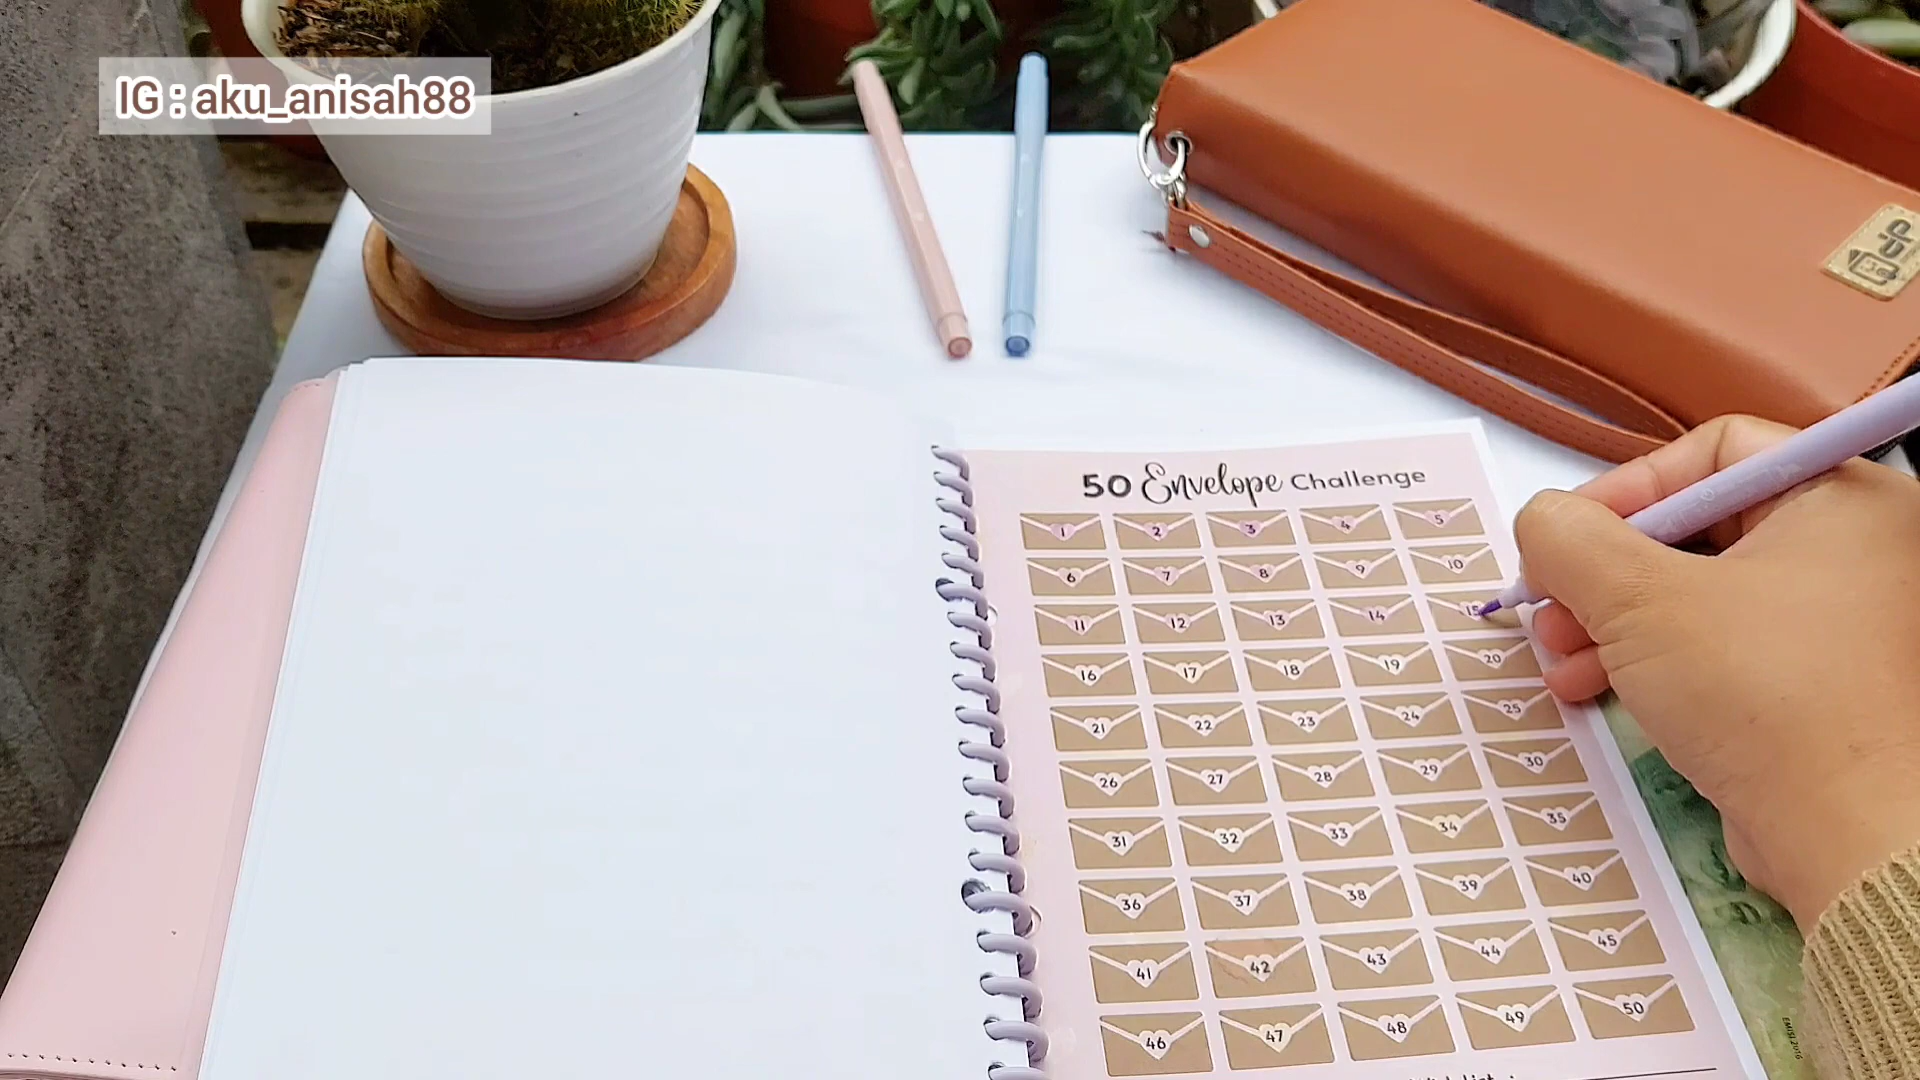 IG : aku_anisah88
50 Envelope Challenge
1 2 3 4 5
6 7 8 9 10
11 12 13 14 15
16 17 18 19 20
21 22 23 24 25
26 27 28 29 30
31 32 33 34 35
36 37 38 39 40
41 42 43 44 45
46 47 48 49 50
EMISI 2016